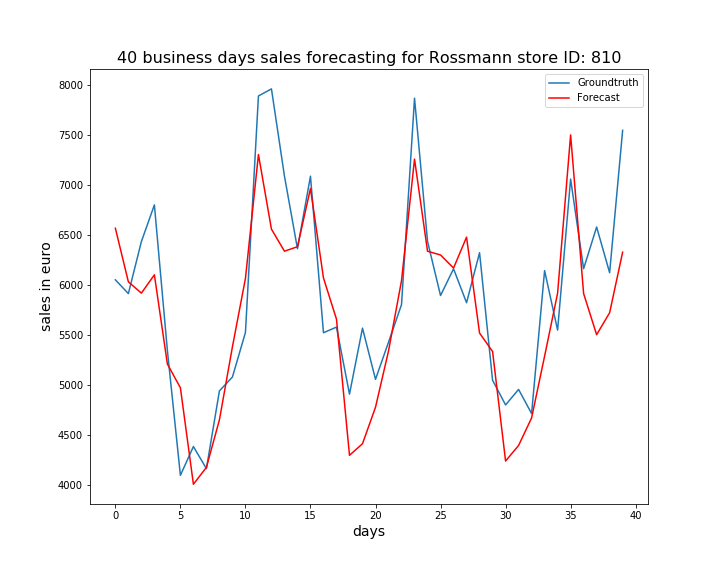 40 business days sales forecasting for Rossmann store ID: 810
Groundtruth
Forecast
8000
7500
7000
6500
6000
5500
5000
4500
4000
sales in euro
0 5 10 15 20 25 30 35 40
days